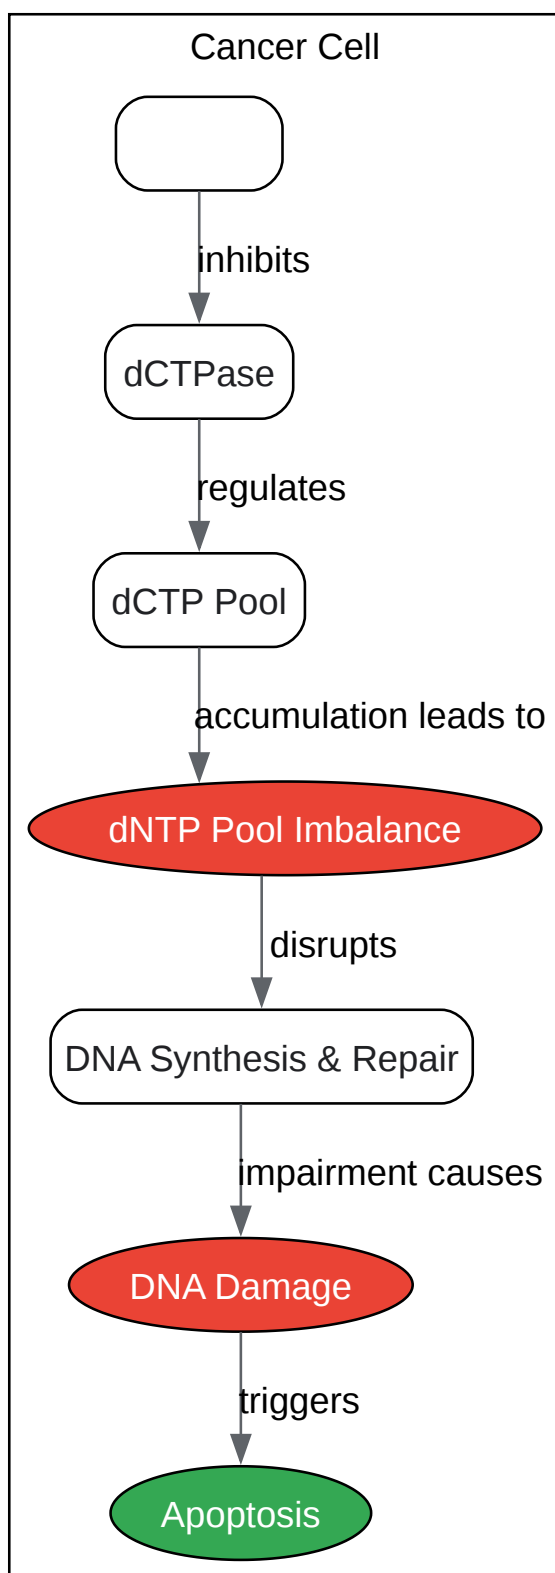 Cancer Cell
inhibits
dCTPase
regulates
dCTP Pool
accumulation leads to
dNTP Pool Imbalance
disrupts
DNA Synthesis & Repair
impairment causes
DNA Damage
triggers
Apoptosis